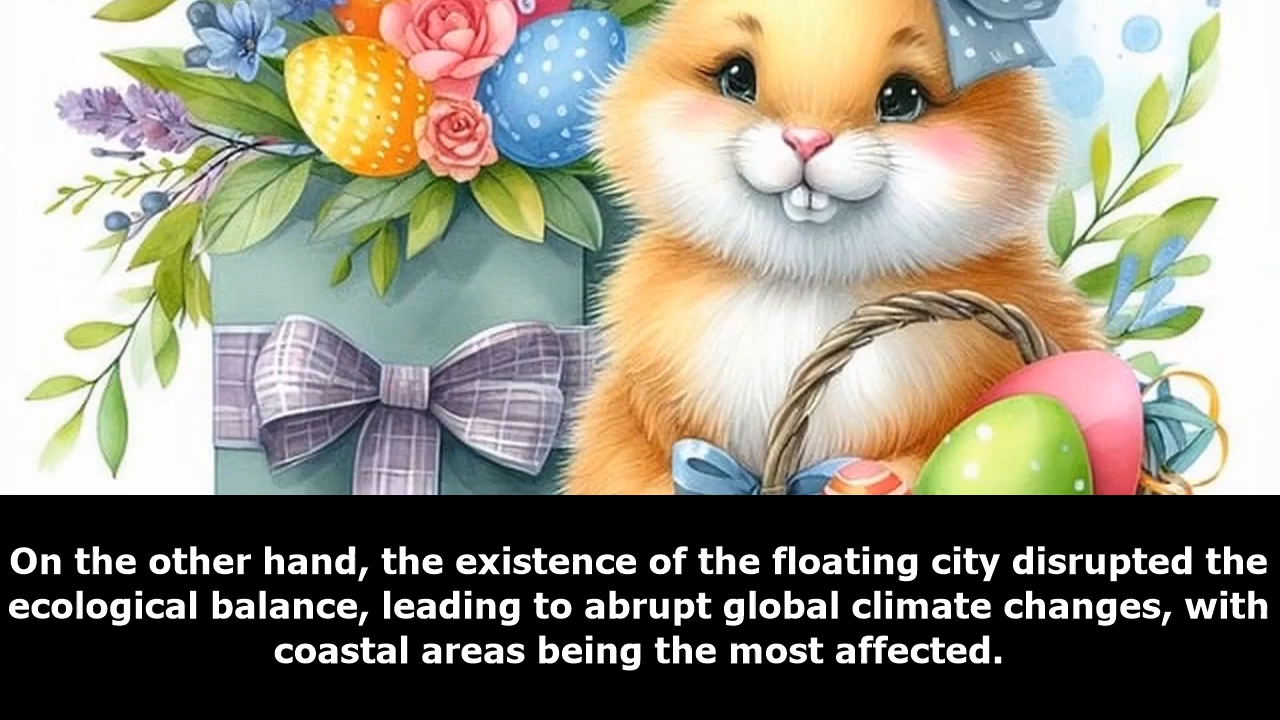 On the other hand, the existence of the floating city disrupted the
ecological balance, leading to abrupt global climate changes, with
coastal areas being the most affected.